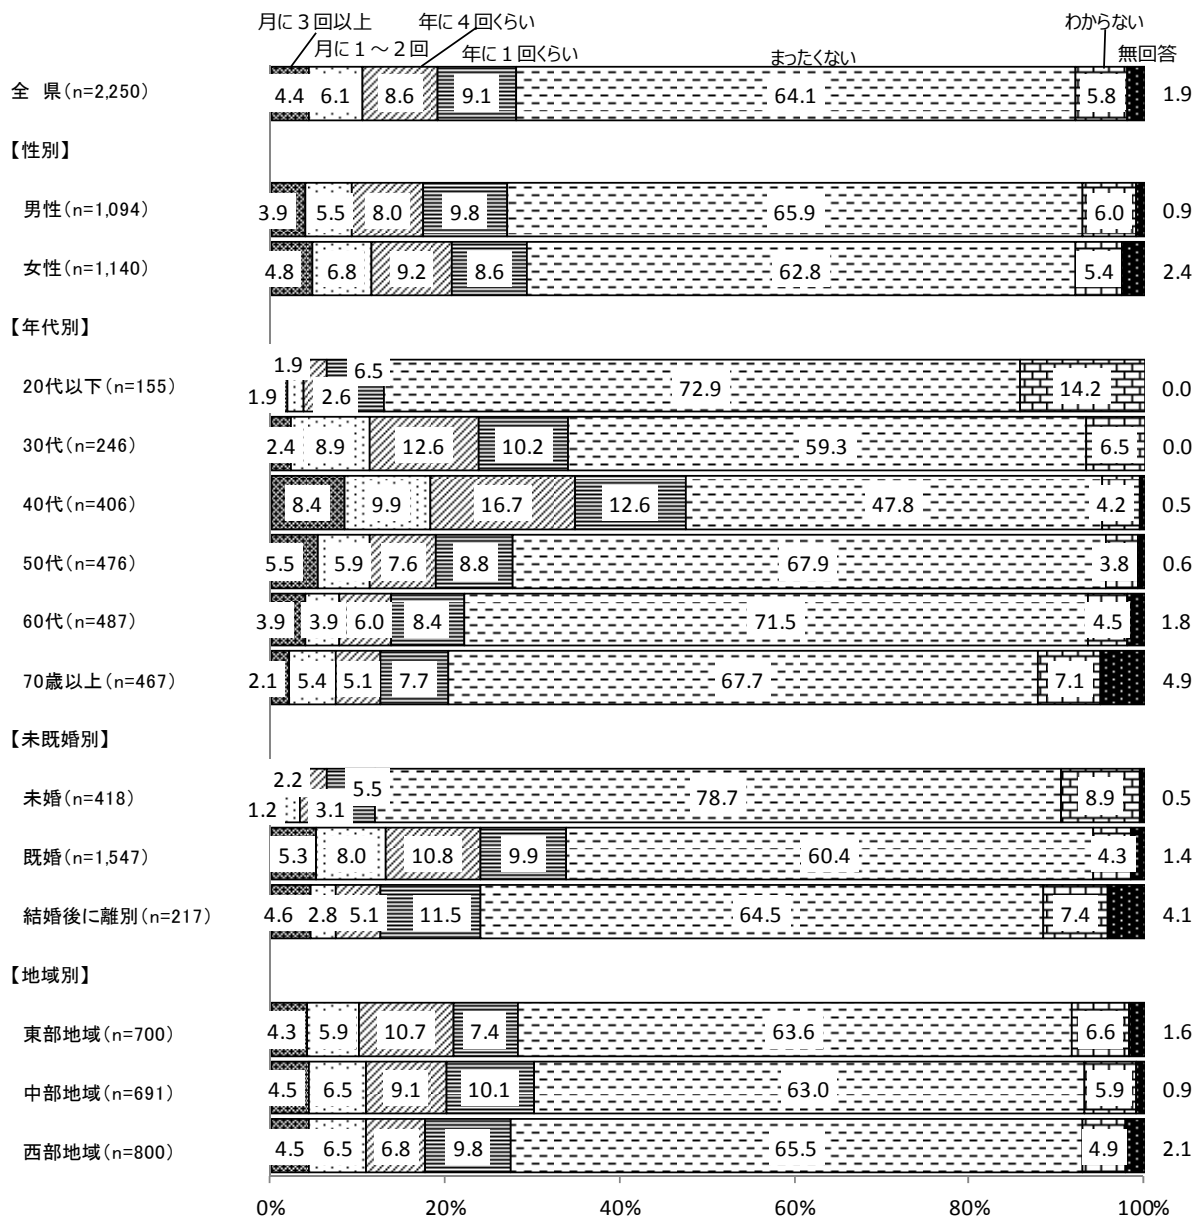 月に３回以上
年に４回くらい
わからない
月に１～２回
年に１回くらい
まったくない
無回答
全　県(n=2,250)
4.4 6.1 8.6 9.1 64.1 5.8 1.9
【性別】
男性(n=1,094)
3.9 5.5 8.0 9.8 65.9 6.0 0.9
女性(n=1,140)
4.8 6.8 9.2 8.6 62.8 5.4 2.4
【年代別】
20代以下(n=155)
1.9 1.9 2.6 6.5 72.9 14.2 0.0
30代(n=246)
2.4 8.9 12.6 10.2 59.3 6.5 0.0
40代(n=406)
8.4 9.9 16.7 12.6 47.8 4.2 0.5
50代(n=476)
5.5 5.9 7.6 8.8 67.9 3.8 0.6
60代(n=487)
3.9 3.9 6.0 8.4 71.5 4.5 1.8
70歳以上(n=467)
2.1 5.4 5.1 7.7 67.7 7.1 4.9
【未既婚別】
未婚(n=418)
1.2 2.2 3.1 5.5 78.7 8.9 0.5
既婚(n=1,547)
5.3 8.0 10.8 9.9 60.4 4.3 1.4
結婚後に離別(n=217)
4.6 2.8 5.1 11.5 64.5 7.4 4.1
【地域別】
東部地域(n=700)
4.3 5.9 10.7 7.4 63.6 6.6 1.6
中部地域(n=691)
4.5 6.5 9.1 10.1 63.0 5.9 0.9
西部地域(n=800)
4.5 6.5 6.8 9.8 65.5 4.9 2.1
0% 20% 40% 60% 80% 100%